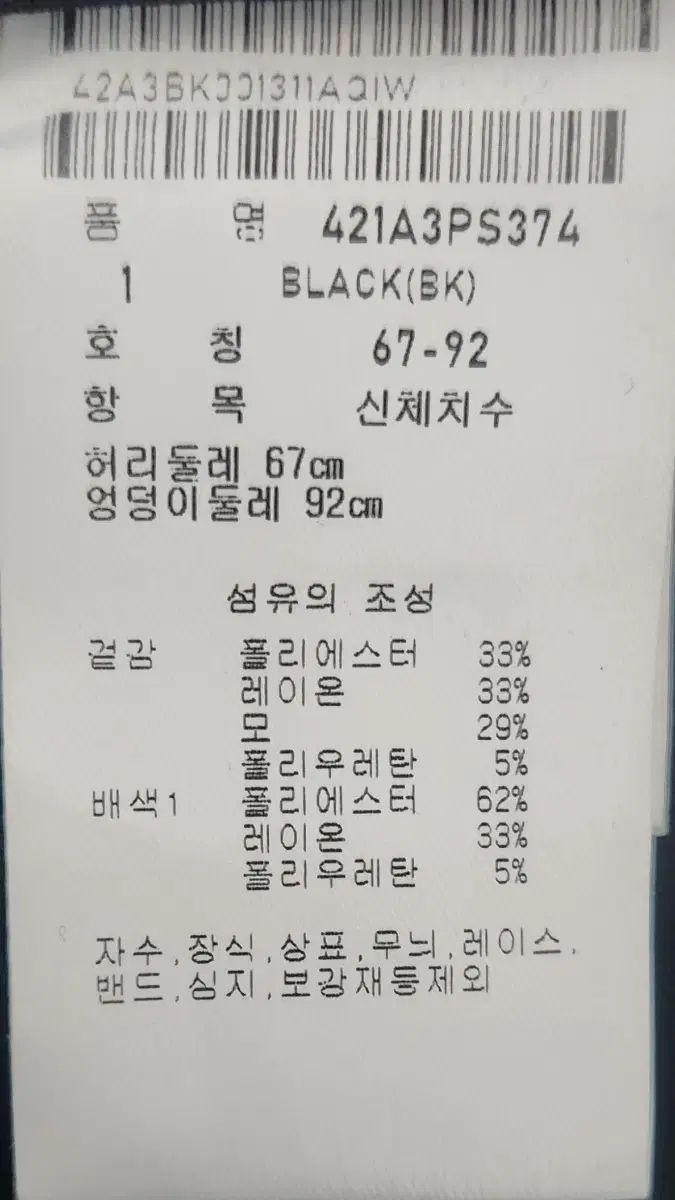 42A3BK001311AQIW
품 명 421A3PS374
1 BLACK(BK)
호 칭 67-92
항 목 신체치수
허리둘레 67cm
엉덩이둘레 92cm
섬유의 조성
겉감 폴리에스터 33%
레이온 33%
모 29%
폴리우레탄 5%
배색1 폴리에스터 62%
레이온 33%
폴리우레탄 5%
자수,장식,상표,무늬,레이스,
밴드,심지,보강재등제외